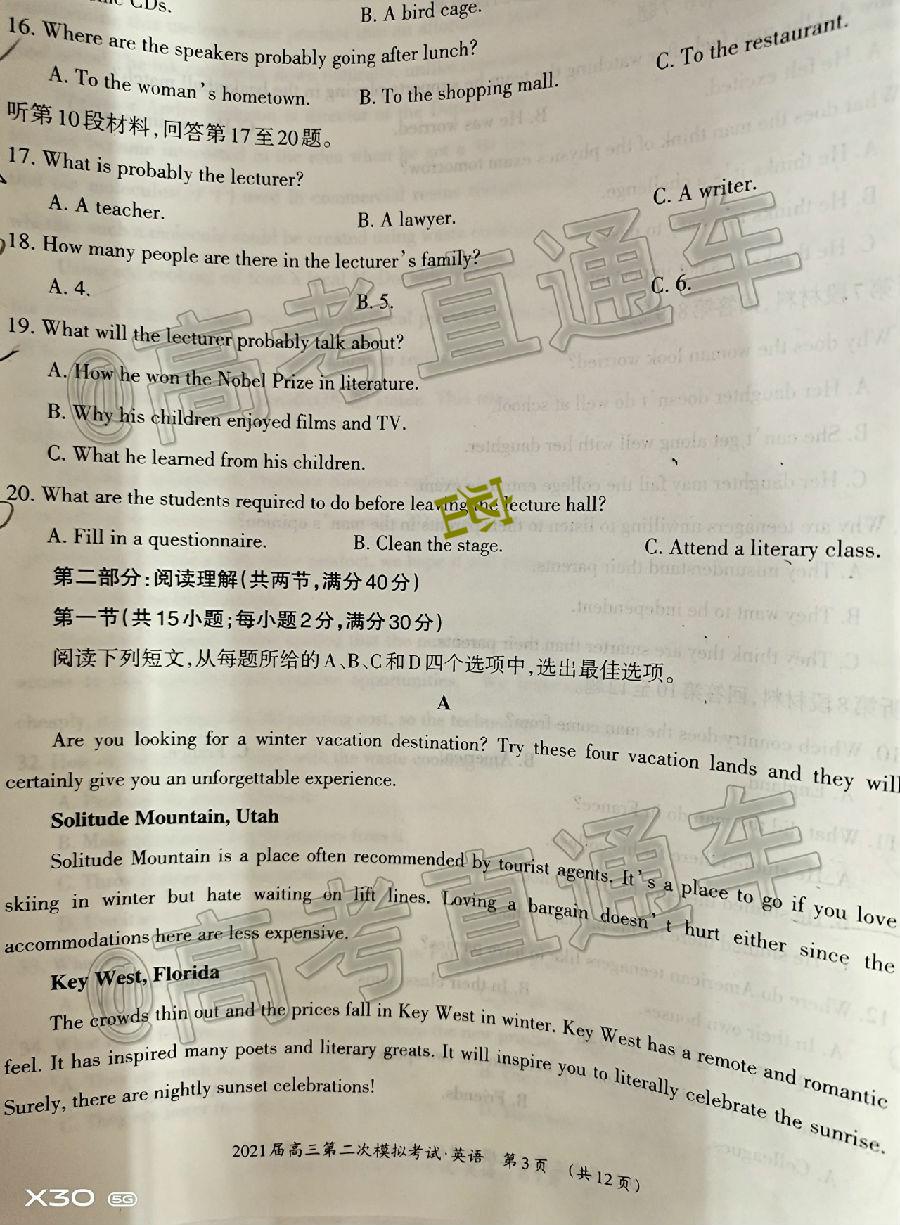 CDs.
B. A bird cage.
16. Where are the speakers probably going after lunch?
A. To the woman's hometown. B. To the shopping mall. C. To the restaurant.
听第10段材料,回答第17至20题。
17. What is probably the lecturer?
A. A teacher. B. A lawyer. C. A writer.
18. How many people are there in the lecturer's family?
A. 4. B. 5. C. 6.
19. What will the lecturer probably talk about?
A. How he won the Nobel Prize in literature.
B. Why his children enjoyed films and TV.
C. What he learned from his children.
20. What are the students required to do before leaving the lecture hall?
A. Fill in a questionnaire. B. Clean the stage. C. Attend a literary class.
第二部分:阅读理解(共两节,满分40分)
第一节(共15小题;每小题2分,满分30分)
阅读下列短文,从每题所给的A、B、C和D四个选项中,选出最佳选项。
A
Are you looking for a winter vacation destination? Try these four vacation lands and they will
certainly give you an unforgettable experience.
Solitude Mountain, Utah
Solitude Mountain is a place often recommended by tourist agents. It's a place to go if you love
skiing in winter but hate waiting on lift lines. Loving a bargain doesn't hurt either since the
accommodations here are less expensive.
Key West, Florida
The crowds thin out and the prices fall in Key West in winter. Key West has a remote and romantic
feel. It has inspired many poets and literary greats. It will inspire you to literally celebrate the sunrise.
Surely, there are nightly sunset celebrations!
2021届高三第二次模拟考试·英语 第3页 (共12页)
@高考直通车
@高考直通车
X30 5G